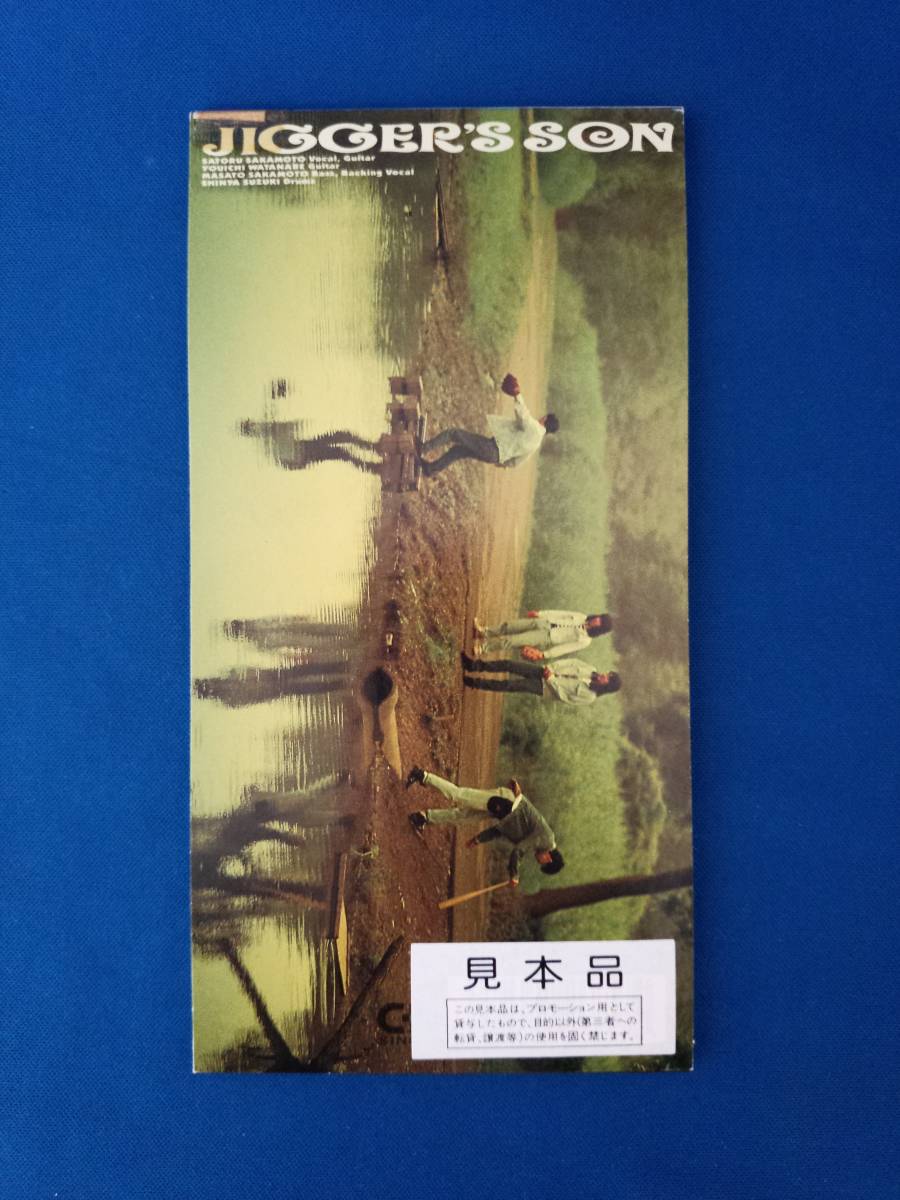 JIGGER'S SON
SATORU SAKAMOTO Vocal, Guitar
YOUICHI WATANABE Guitar
MASATO SAKAMOTO Bass, Backing Vocal
SHINYA SUZUKI Drums
見本品
この見本品は、プロモーション用として
貸与したもので、目的以外(第三者への
転貸、譲渡等)の使用を固く禁じます。